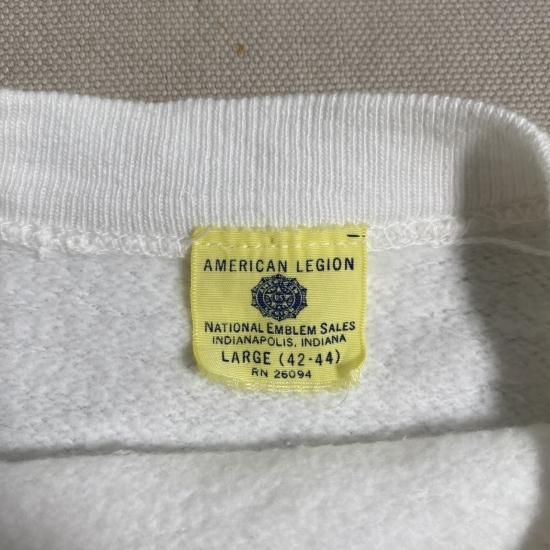 AMERICAN LEGION
NATIONAL EMBLEM SALES
INDIANAPOLIS, INDIANA
LARGE (42-44)
RN 26094